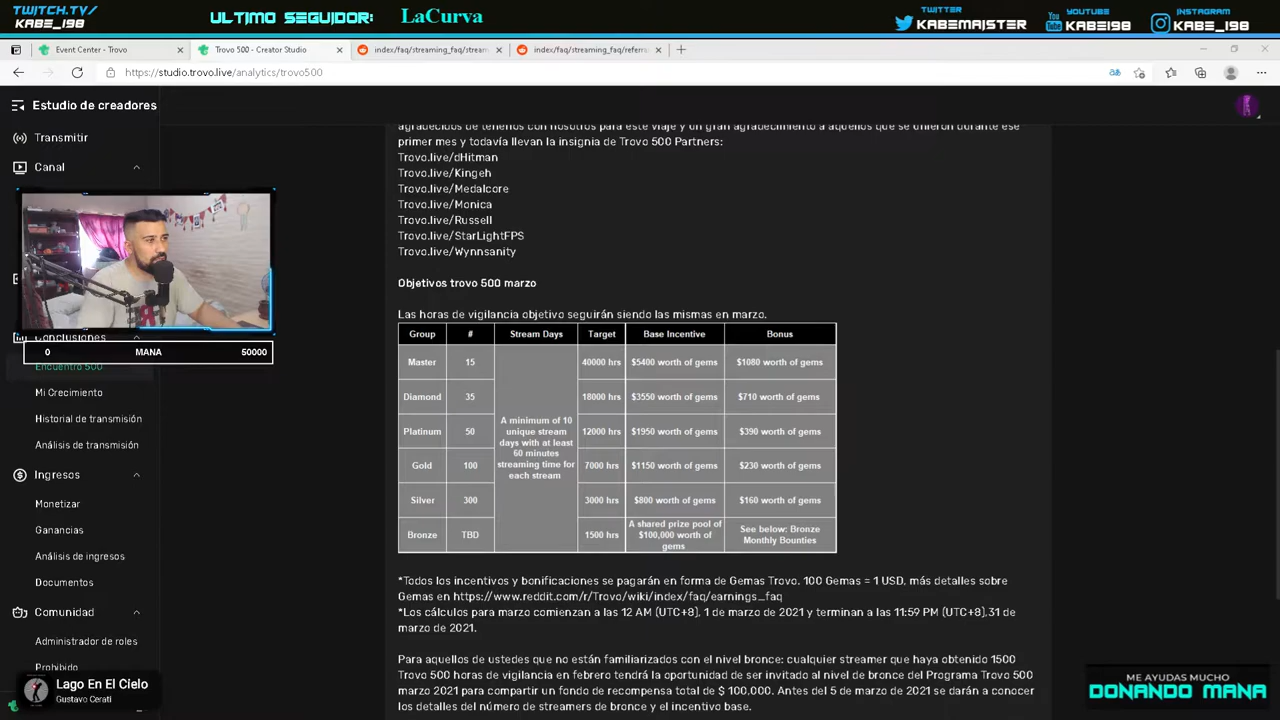 TWITCH.TV/
KABE_198
ULTIMO SEGUIDOR:
LaCurva
TWITTER
KABEMAJSTER
YOUTUBE
KABE198
INSTAGRAM
KABE_198
Event Center - Trovo
Trovo 500 - Creator Studio
index/faq/streaming_faq/stream
index/faq/streaming_faq/referra
https://studio.trovo.live/analytics/trovo500
Estudio de creadores
Transmitir
Canal
0 MANA 50000
Encuentro 500
Mi Crecimiento
Historial de transmisión
Análisis de transmisión
Ingresos
Monetizar
Ganancias
Análisis de ingresos
Documentos
Comunidad
Administrador de roles
Prohibido
Lago En El Cielo
Gustavo Cerati
agradecidos de tenerlos con nosotros para este viaje y un gran agradecimiento a aquellos que se unieron durante ese
primer mes y todavía llevan la insignia de Trovo 500 Partners:
Trovo.live/dHitman
Trovo.live/Kingeh
Trovo.live/Medalcore
Trovo.live/Monica
Trovo.live/Russell
Trovo.live/StarLightFPS
Trovo.live/Wynnsanity
Objetivos trovo 500 marzo
Las horas de vigilancia objetivo seguirán siendo las mismas en marzo.
Group # Stream Days Target Base Incentive Bonus
Master 15 40000 hrs $5400 worth of gems $1080 worth of gems
Diamond 35 18000 hrs $3550 worth of gems $710 worth of gems
A minimum of 10
unique stream
days with at least
60 minutes
streaming time for
each stream
Platinum 50 12000 hrs $1950 worth of gems $390 worth of gems
Gold 100 7000 hrs $1150 worth of gems $230 worth of gems
Silver 300 3000 hrs $800 worth of gems $160 worth of gems
Bronze TBD 1500 hrs
A shared prize pool of
$100,000 worth of
gems
See below: Bronze
Monthly Bounties
*Todos los incentivos y bonificaciones se pagarán en forma de Gemas Trovo. 100 Gemas = 1 USD, más detalles sobre
Gemas en https://www.reddit.com/r/Trovo/wiki/index/faq/earnings_faq
*Los cálculos para marzo comienzan a las 12 AM (UTC+8), 1 de marzo de 2021 y terminan a las 11:59 PM (UTC+8),31 de
marzo de 2021.
Para aquellos de ustedes que no están familiarizados con el nivel bronce: cualquier streamer que haya obtenido 1500
Trovo 500 horas de vigilancia en febrero tendrá la oportunidad de ser invitado al nivel de bronce del Programa Trovo 500
marzo 2021 para compartir un fondo de recompensa total de $ 100.000. Antes del 5 de marzo de 2021 se darán a conocer
los detalles del número de streamers de bronce y el incentivo base.
ME AYUDAS MUCHO
DONANDO MANA